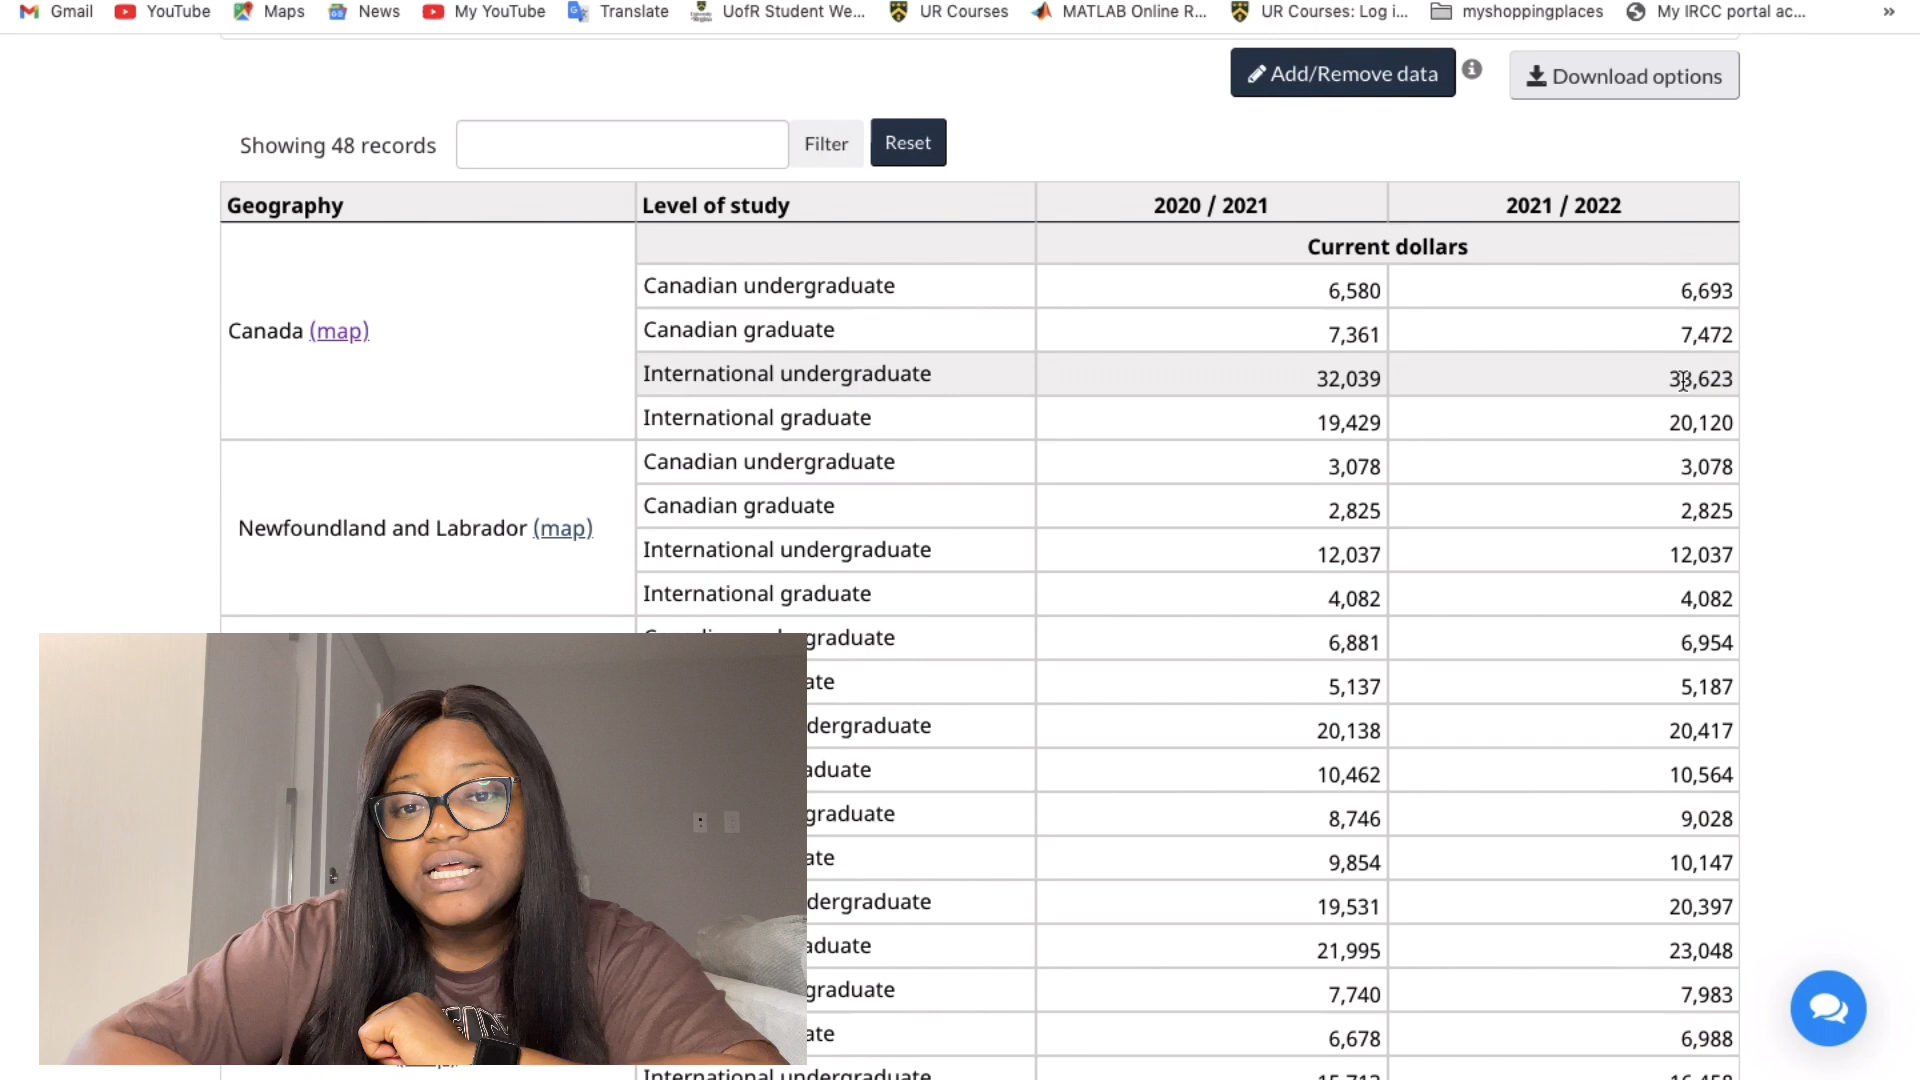 Gmail YouTube Maps News My YouTube Translate UofR Student We... UR Courses MATLAB Online R... UR Courses: Log i... myshoppingplaces My IRCC portal ac... »
Add/Remove data Download options
Showing 48 records Filter Reset
Geography Level of study 2020 / 2021 2021 / 2022
Current dollars
Canada (map)
Canadian undergraduate 6,580 6,693
Canadian graduate 7,361 7,472
International undergraduate 32,039 33,623
International graduate 19,429 20,120
Newfoundland and Labrador (map)
Canadian undergraduate 3,078 3,078
Canadian graduate 2,825 2,825
International undergraduate 12,037 12,037
International graduate 4,082 4,082
graduate 6,881 6,954
ate 5,137 5,187
dergraduate 20,138 20,417
aduate 10,462 10,564
graduate 8,746 9,028
ate 9,854 10,147
dergraduate 19,531 20,397
aduate 21,995 23,048
graduate 7,740 7,983
ate 6,678 6,988
International undergraduate